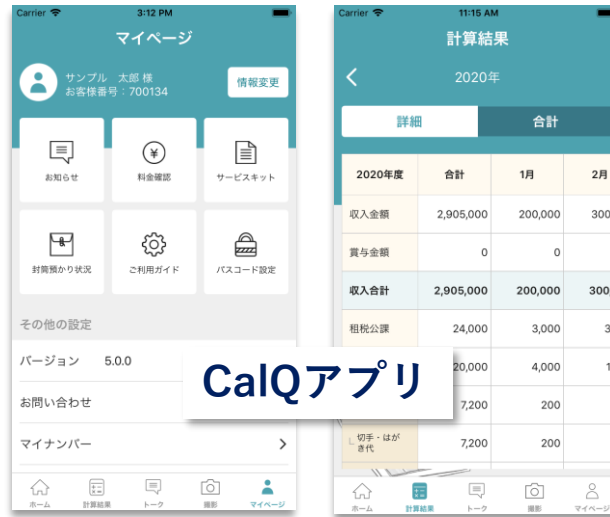 Carrier 3:12 PM
マイページ
サンプル 太郎 様
お客様番号：700134
情報変更
お知らせ
料金確認
サービスキット
封筒預かり状況
ご利用ガイド
パスコード設定
その他の設定
バージョン 5.0.0
お問い合わせ
マイナンバー
ホーム 計算結果 トーク 撮影 マイページ
CalQアプリ
Carrier 11:15 AM
計算結果
2020年
詳細 合計
2020年度 合計 1月 2月
収入金額 2,905,000 200,000 300
賞与金額 0 0
収入合計 2,905,000 200,000 300,
租税公課 24,000 3,000 3
20,000 4,000 1
7,200 200
切手・はが
き代 7,200 200
ホーム 計算結果 トーク 撮影 マイページ